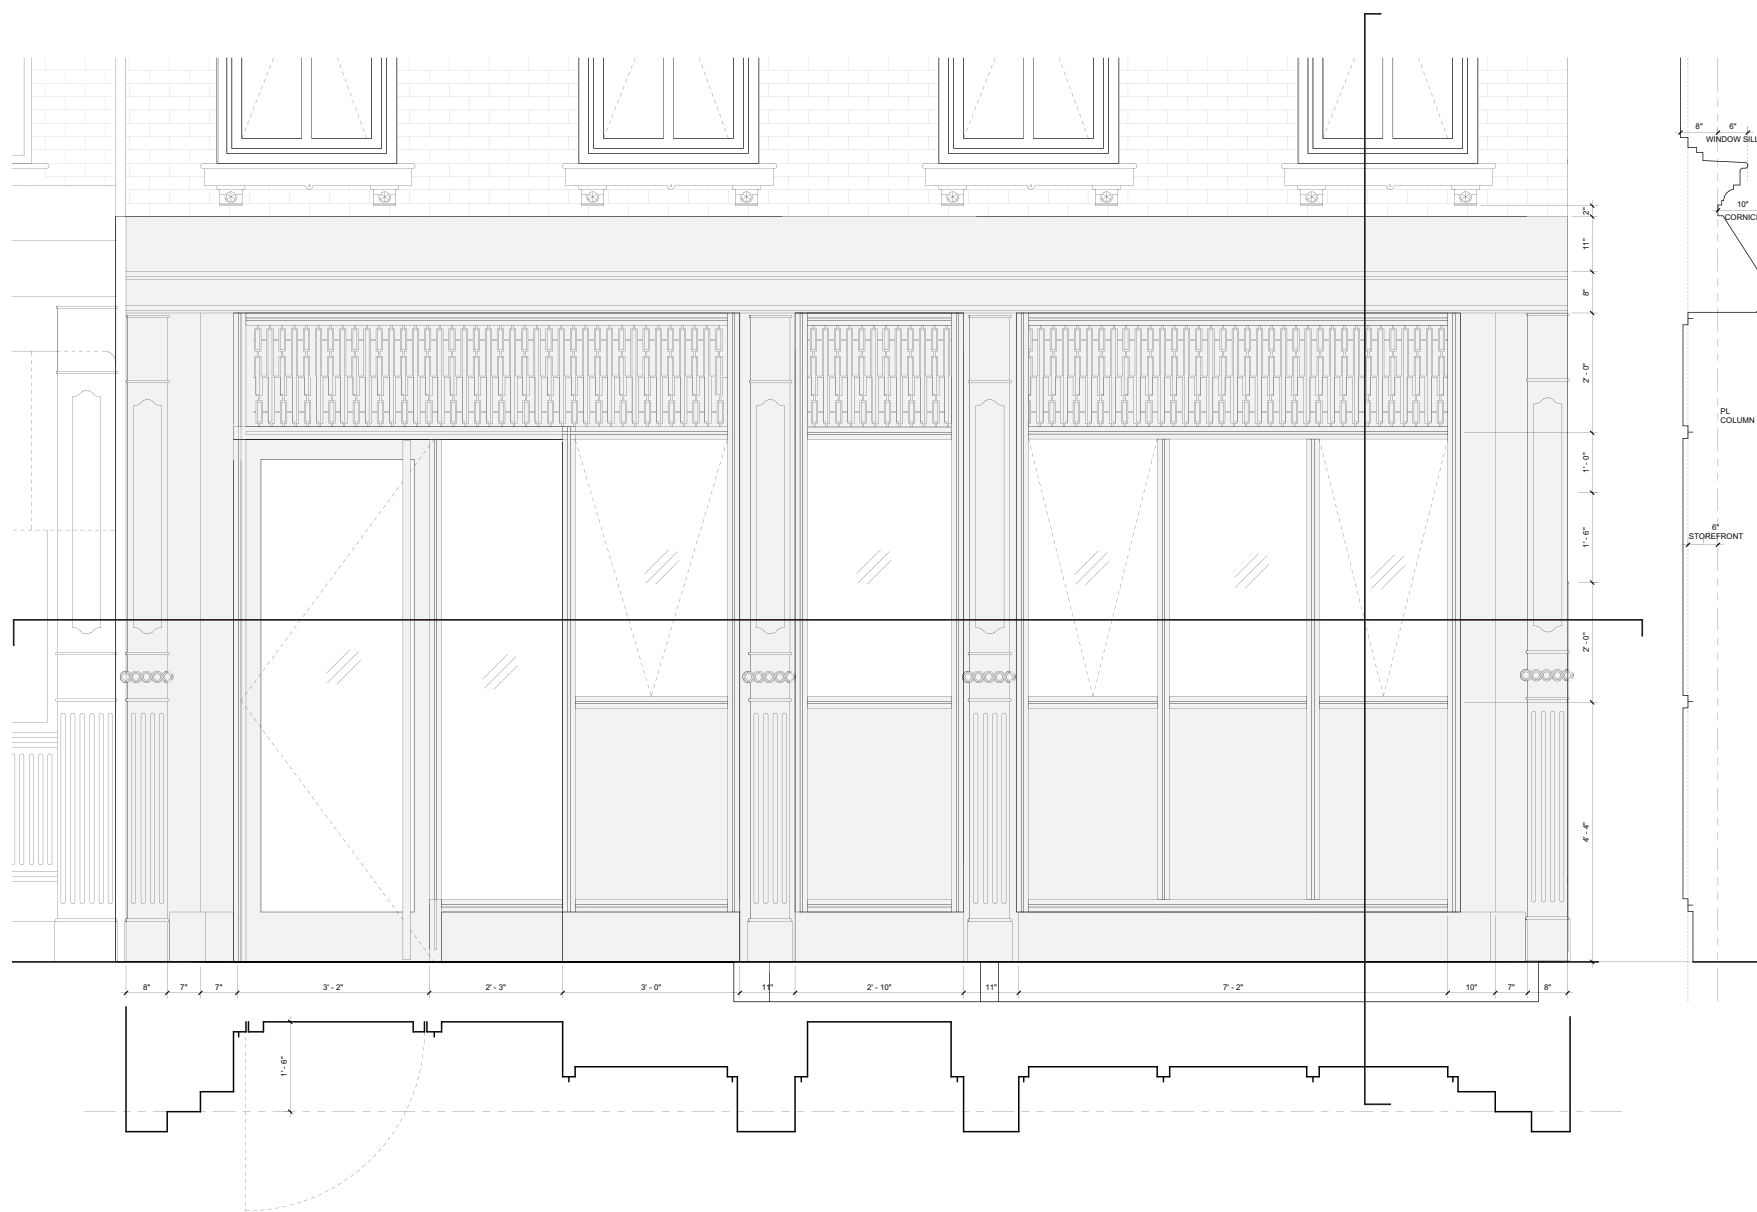 8" 6"
WINDOW SILL
10"
CORNICE
2"
11"
8"
2' - 0"
PL
COLUMN
1' - 0"
1' - 6"
6"
STOREFRONT
2' - 0"
4' - 4"
8" 7" 7" 3' - 2" 2' - 3" 3' - 0" 11" 2' - 10" 11" 7' - 2" 10" 7" 8"
1' - 6"